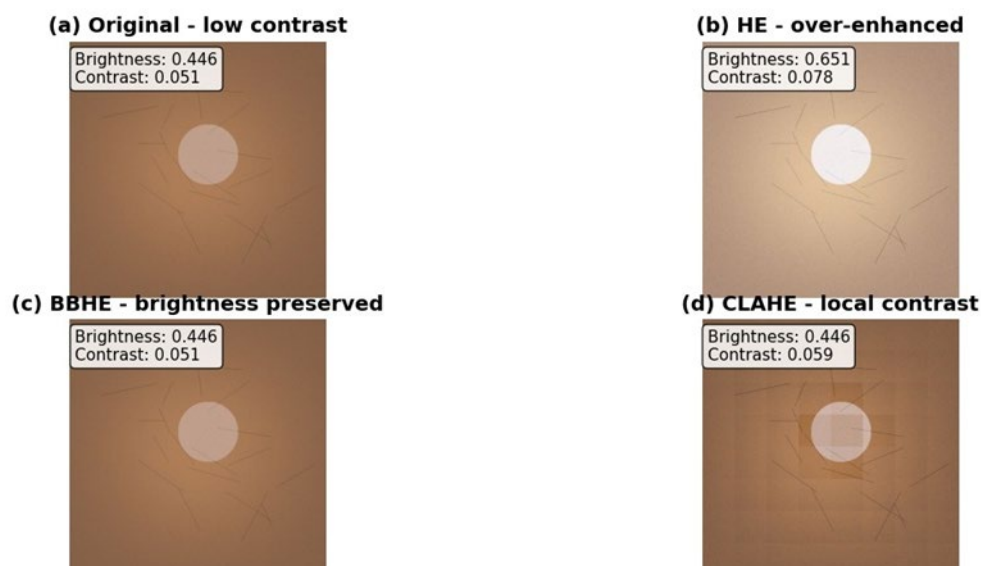 (a) Original - low contrast
Brightness: 0.446
Contrast: 0.051
(b) HE - over-enhanced
Brightness: 0.651
Contrast: 0.078
(c) BBHE - brightness preserved
Brightness: 0.446
Contrast: 0.051
(d) CLAHE - local contrast
Brightness: 0.446
Contrast: 0.059